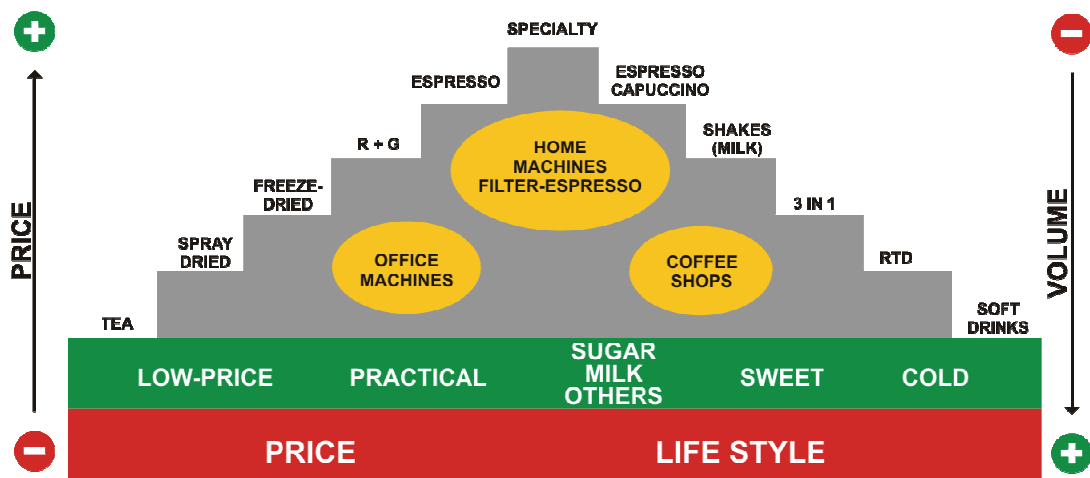 SPECIALTY
ESPRESSO
ESPRESSO
CAPUCCINO
R + G
HOME
MACHINES
FILTER-ESPRESSO
SHAKES
(MILK)
FREEZE-
DRIED
3 IN 1
SPRAY
DRIED
OFFICE
MACHINES
COFFEE
SHOPS
RTD
TEA
SOFT
DRINKS
PRICE
VOLUME
LOW-PRICE
PRACTICAL
SUGAR
MILK
OTHERS
SWEET
COLD
PRICE
LIFE STYLE